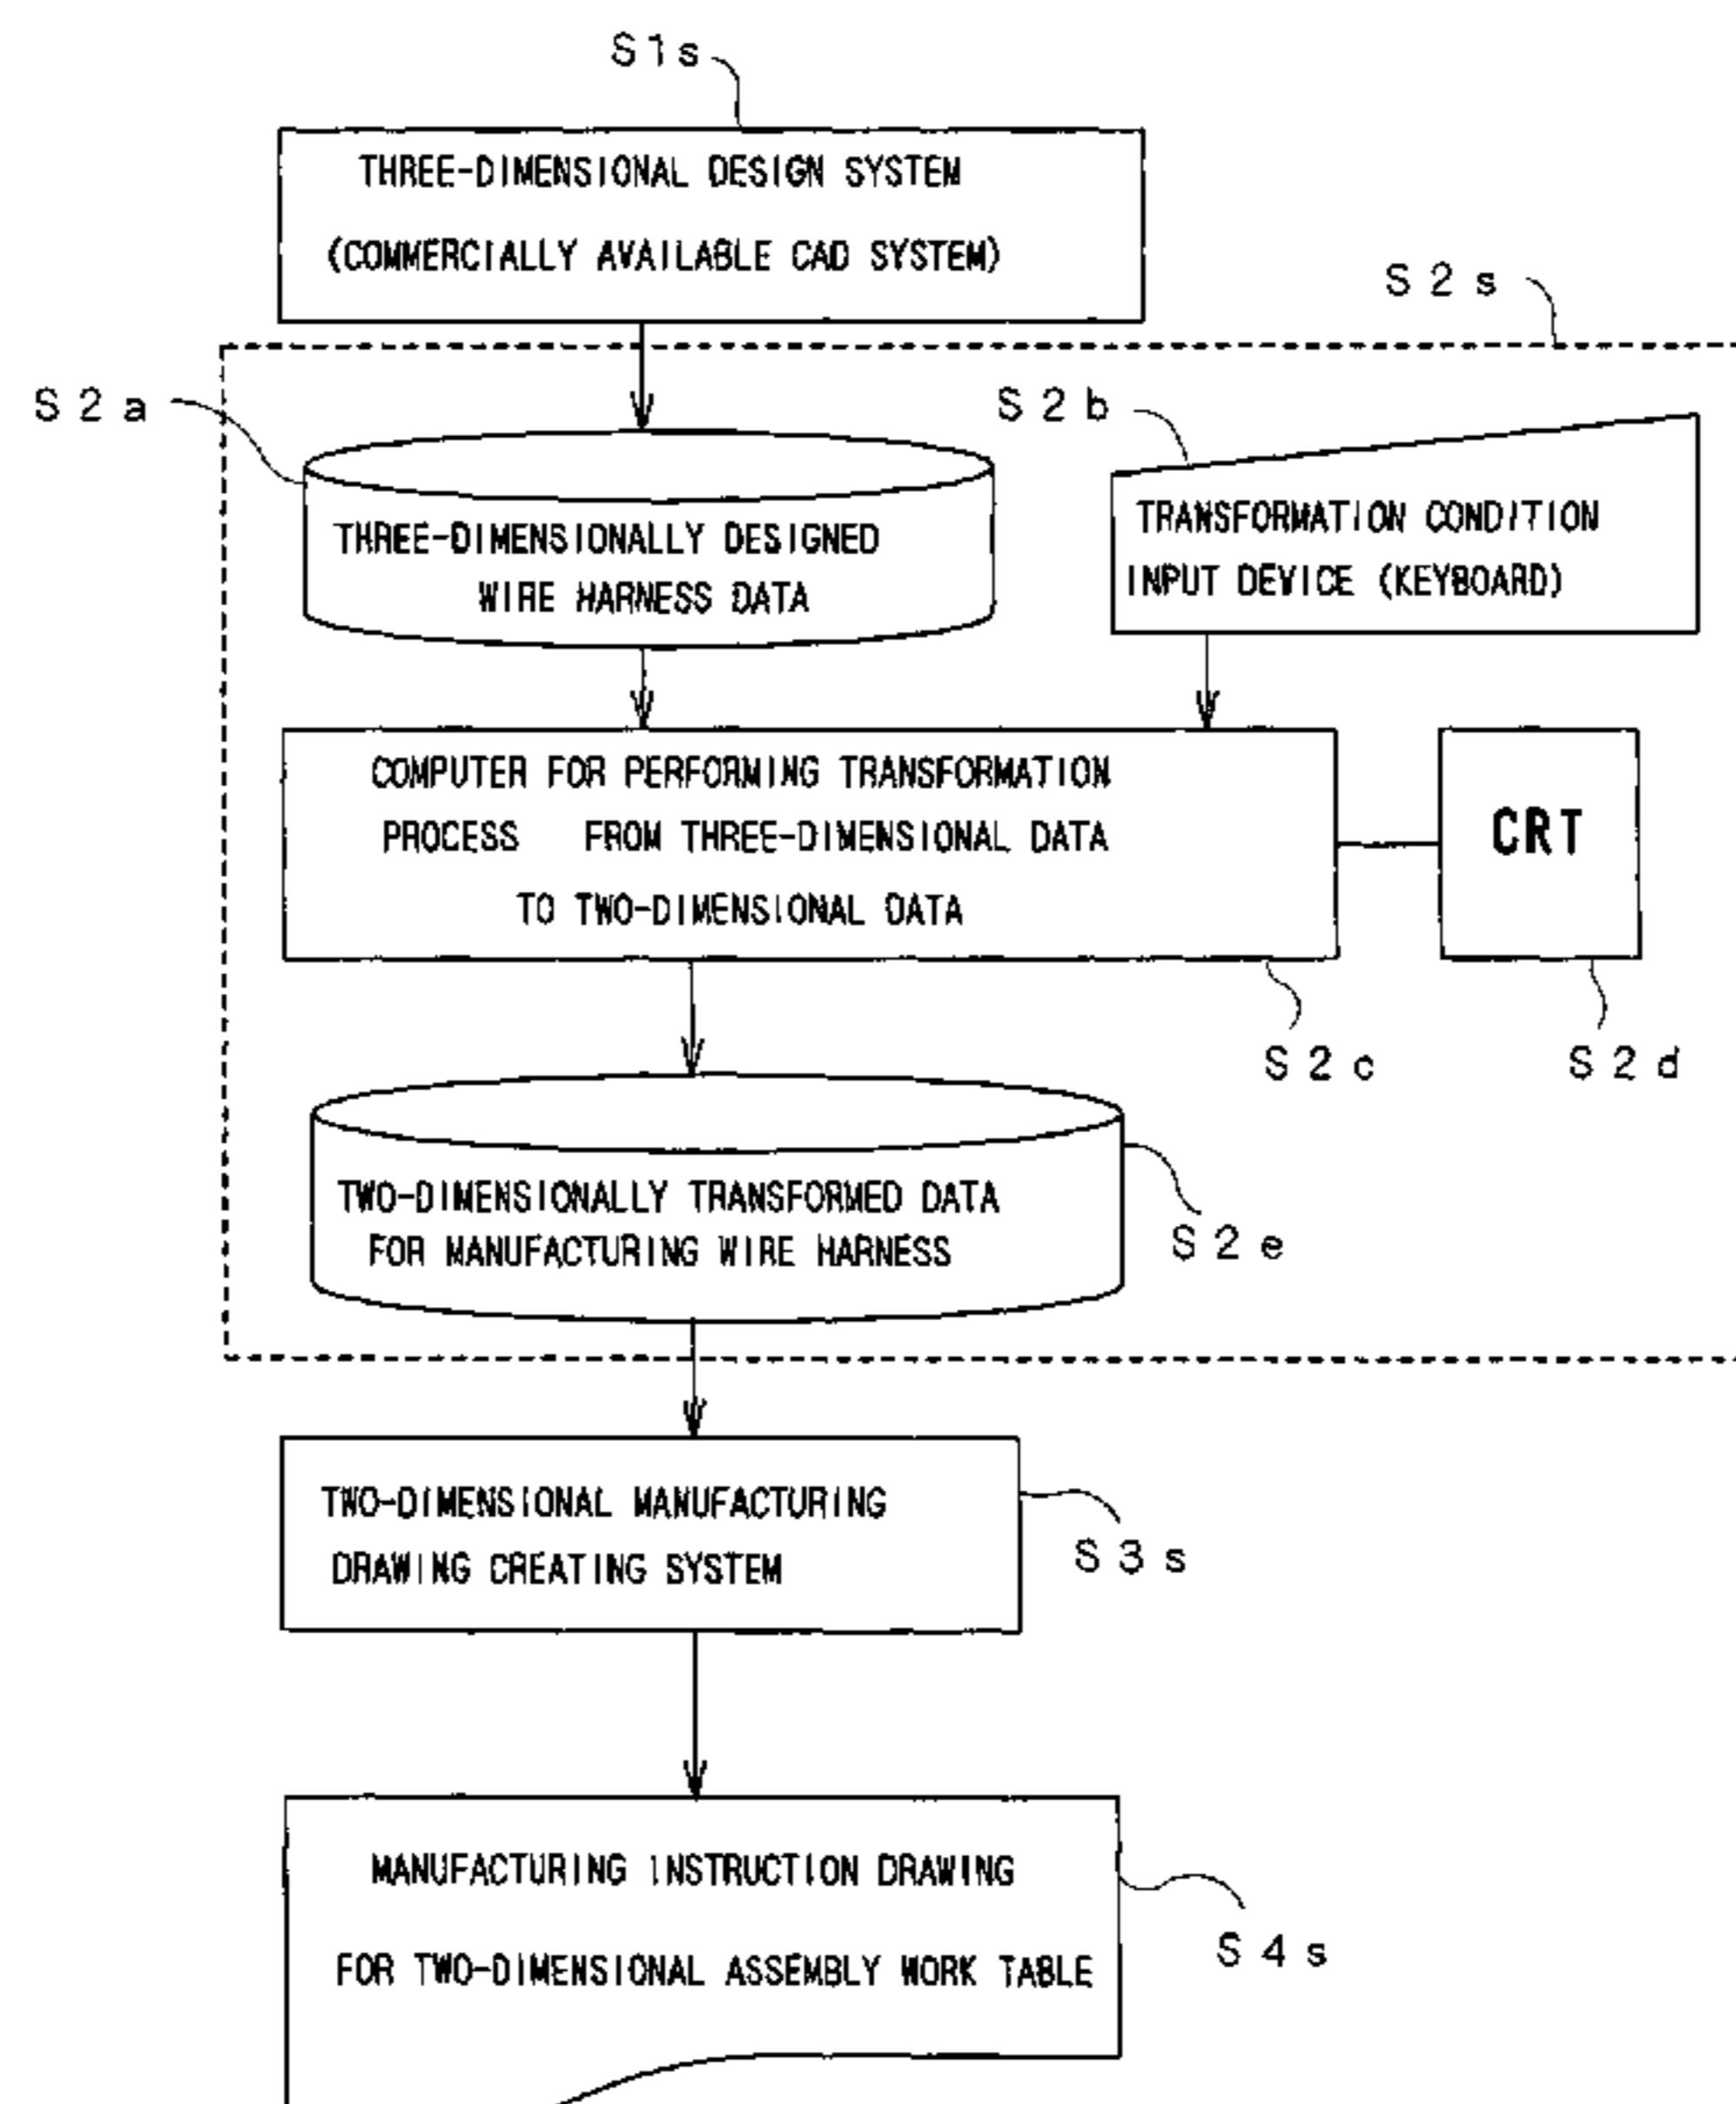 S1s
THREE-DIMENSIONAL DESIGN SYSTEM
(COMMERCIALLY AVAILABLE CAD SYSTEM)
S2s
S2a
S2b
THREE-DIMENSIONALLY DESIGNED
WIRE HARNESS DATA
TRANSFORMATION CONDITION
INPUT DEVICE (KEYBOARD)
COMPUTER FOR PERFORMING TRANSFORMATION
PROCESS FROM THREE-DIMENSIONAL DATA
TO TWO-DIMENSIONAL DATA
CRT
S2c
S2d
TWO-DIMENSIONALLY TRANSFORMED DATA
FOR MANUFACTURING WIRE HARNESS
S2e
TWO-DIMENSIONAL MANUFACTURING
DRAWING CREATING SYSTEM
S3s
MANUFACTURING INSTRUCTION DRAWING
FOR TWO-DIMENSIONAL ASSEMBLY WORK TABLE
S4s